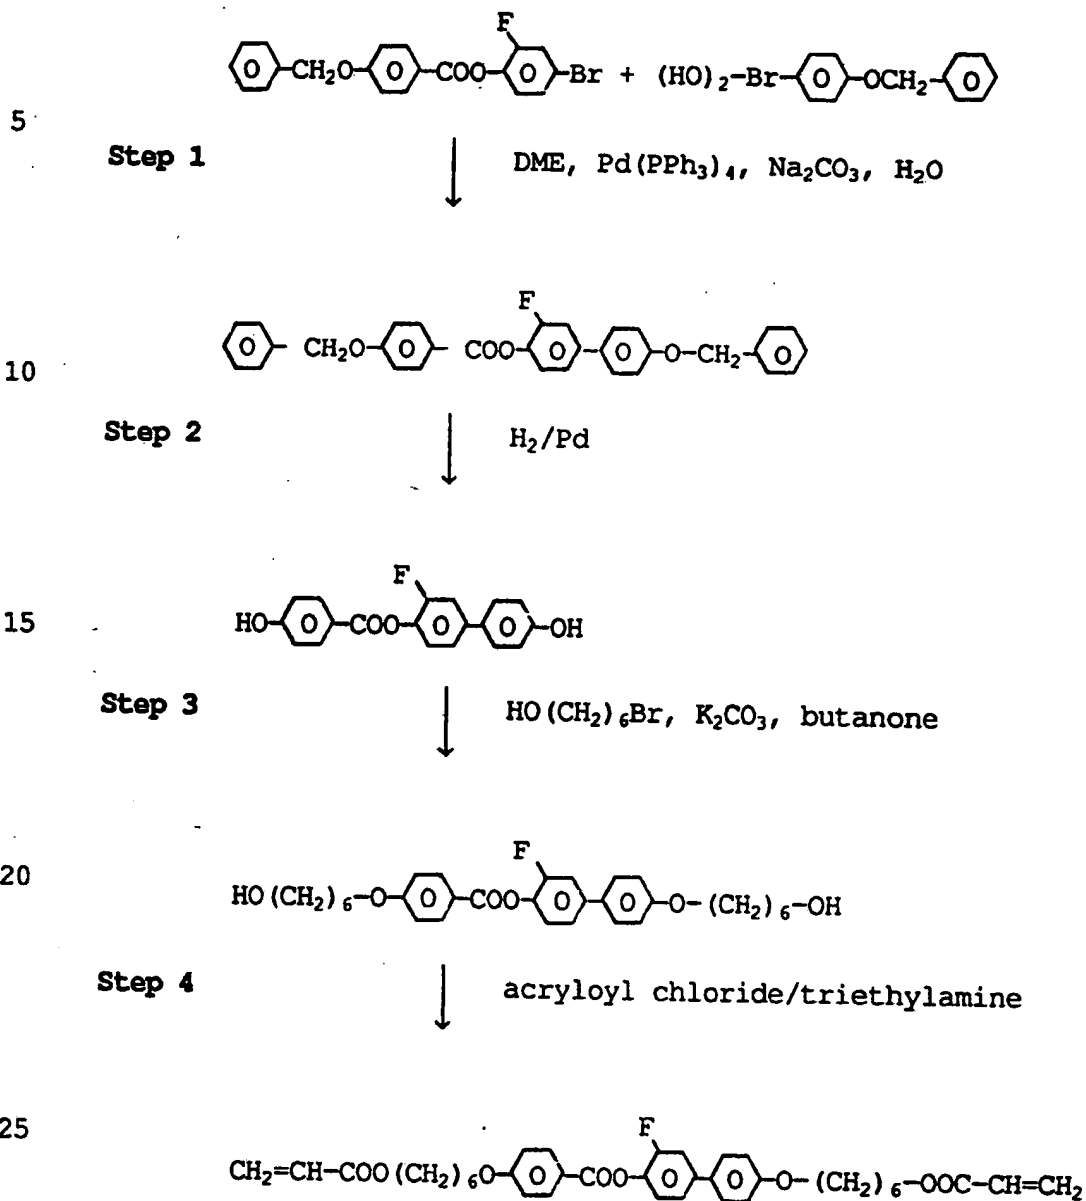 F
O -CH2O- O -COO- O -Br + (HO)2-Br- O -OCH2- O
5
Step 1 DME, Pd(PPh3)4, Na2CO3, H2O
F
O - CH2O- O - COO- O - O -O-CH2- O
10
Step 2 H2/Pd
F
15 HO- O -COO- O - O -OH
Step 3 HO(CH2)6Br, K2CO3, butanone
F
20 HO(CH2)6-O- O -COO- O - O -O-(CH2)6-OH
Step 4 acryloyl chloride/triethylamine
25 F
CH2=CH-COO(CH2)6O- O -COO- O - O -O-(CH2)6-OOC-CH=CH2